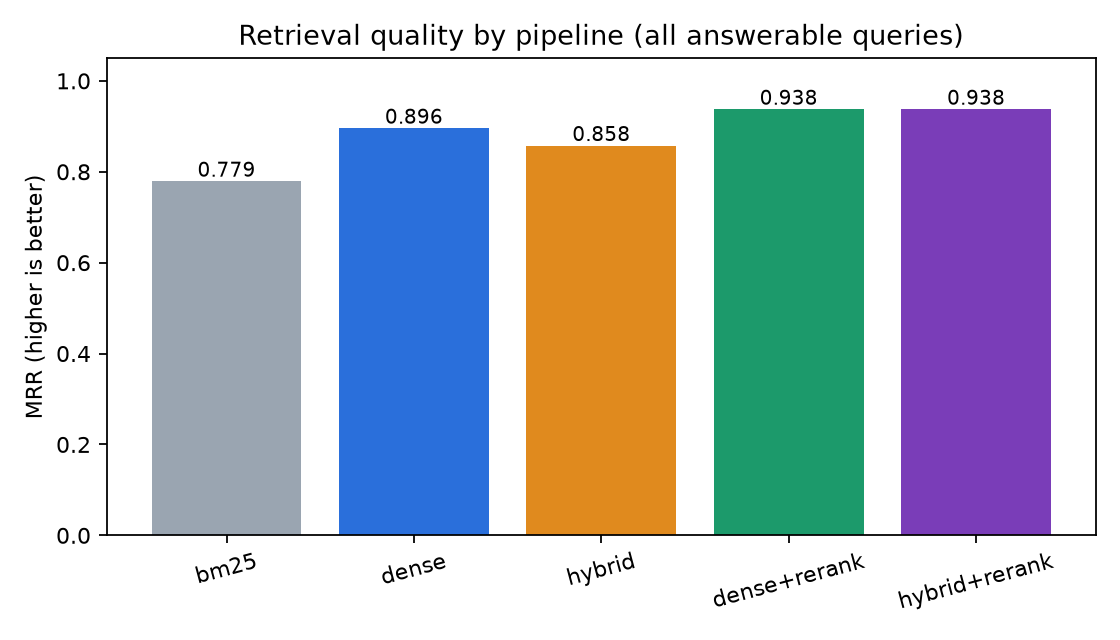 Retrieval quality by pipeline (all answerable queries)
MRR (higher is better)
1.0
0.8
0.6
0.4
0.2
0.0
0.779
0.896
0.858
0.938
0.938
bm25
dense
hybrid
dense+rerank
hybrid+rerank